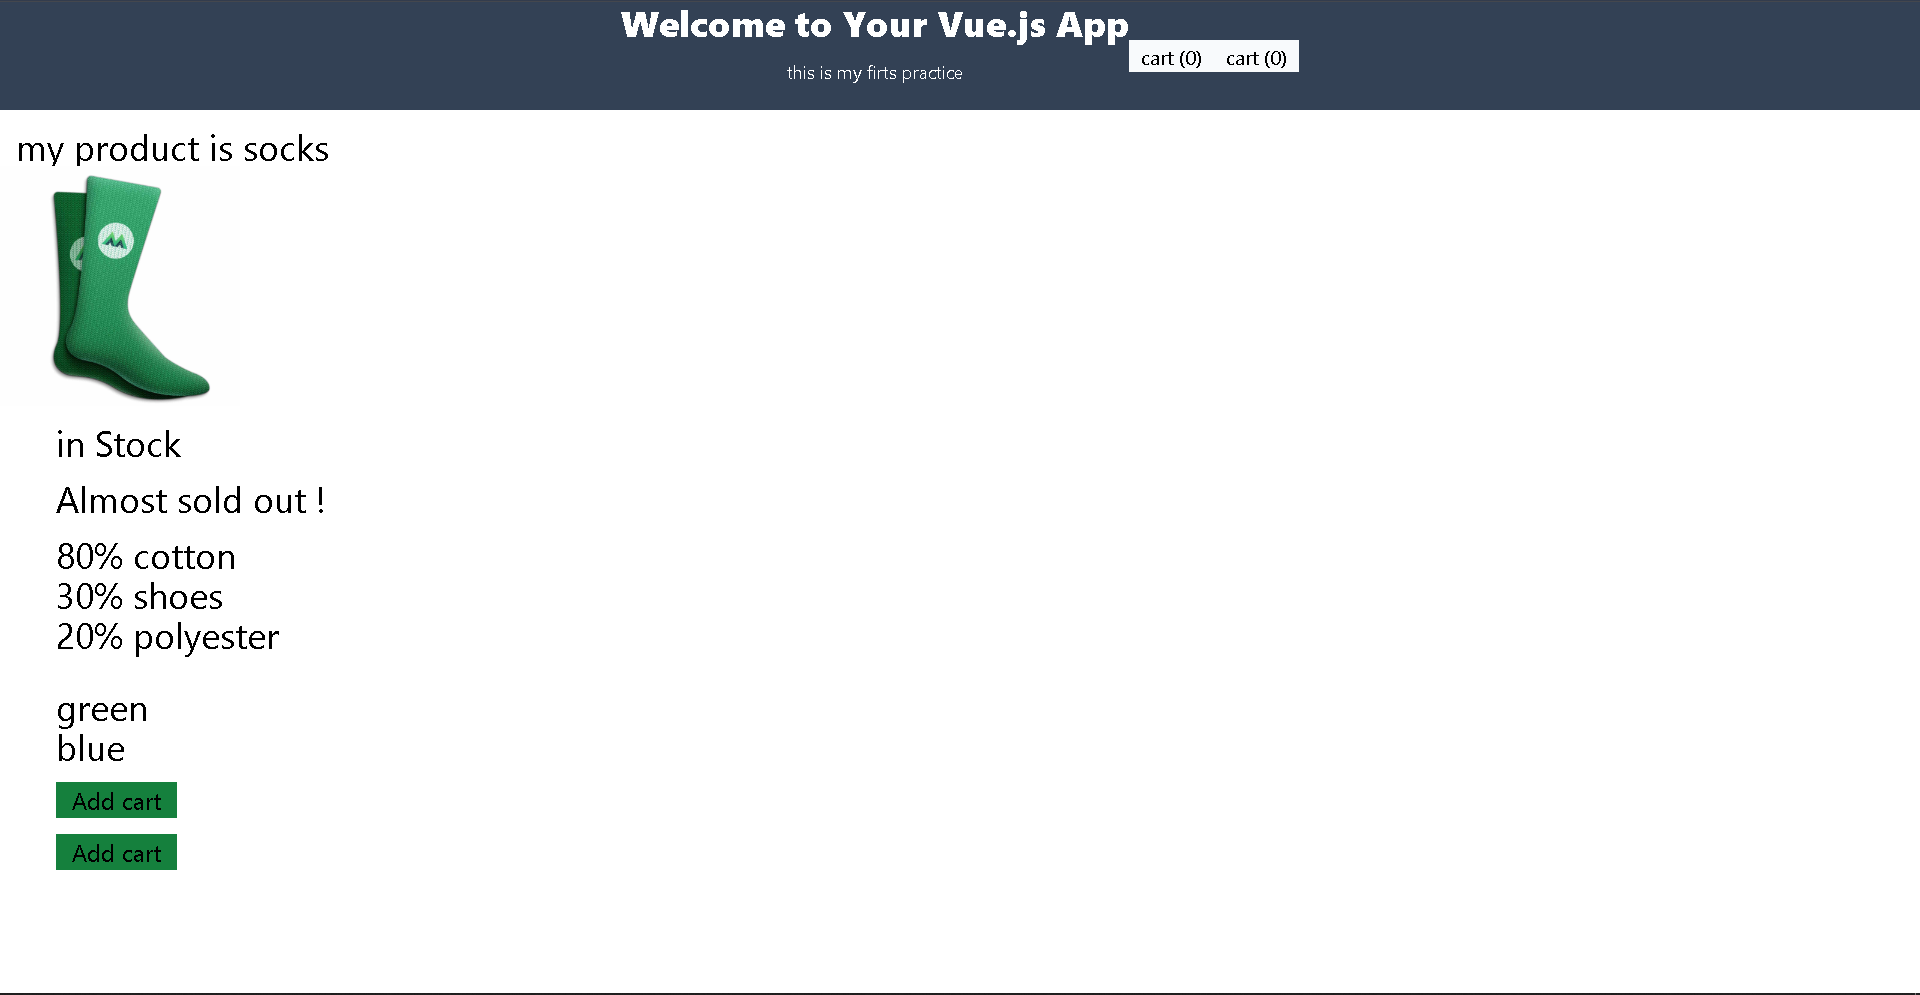 Welcome to Your Vue.js App
cart (0) cart (0)
this is my firts practice
my product is socks
in Stock
Almost sold out !
80% cotton
30% shoes
20% polyester
green
blue
Add cart
Add cart